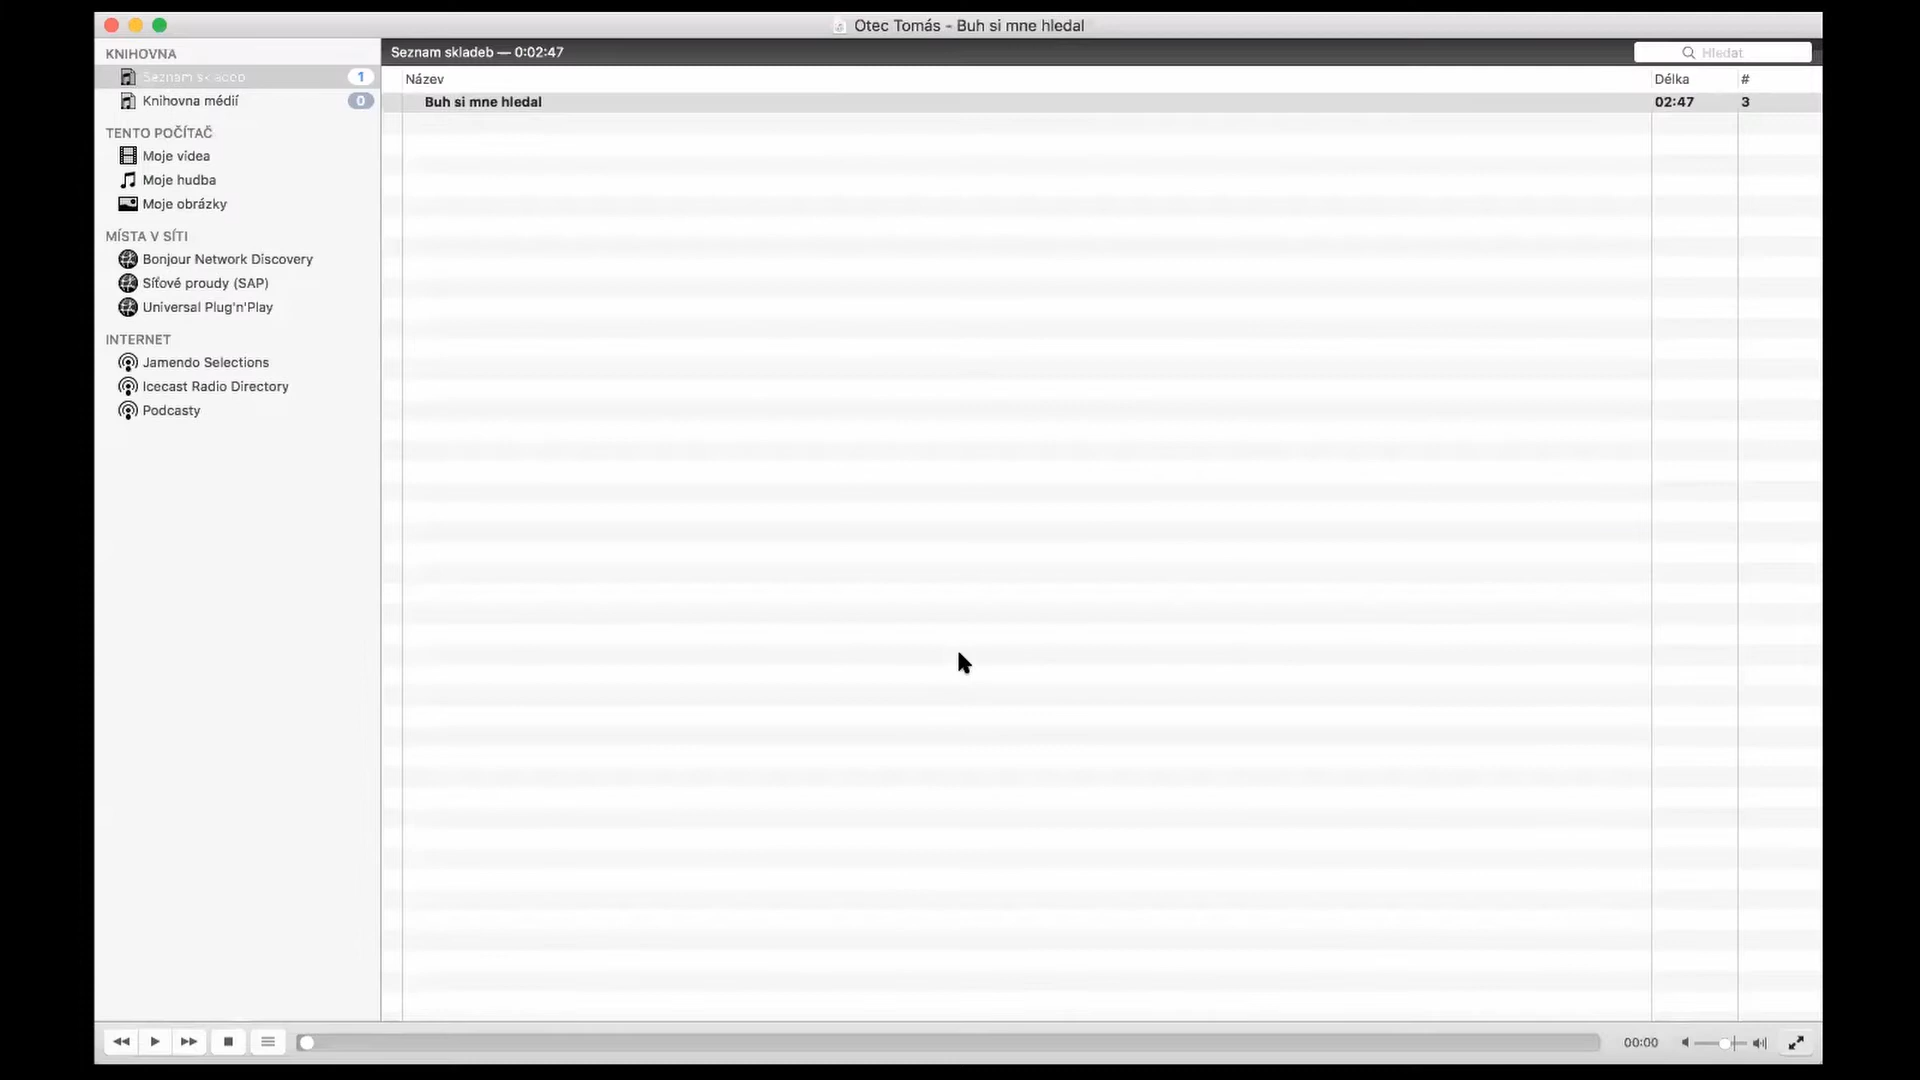 Otec Tomás - Buh si mne hledal
KNIHOVNA
Seznam skladeb 1
Knihovna médií 0
TENTO POČÍTAČ
Moje videa
Moje hudba
Moje obrázky
MÍSTA V SÍTI
Bonjour Network Discovery
Síťové proudy (SAP)
Universal Plug'n'Play
INTERNET
Jamendo Selections
Icecast Radio Directory
Podcasty
Seznam skladeb — 0:02:47
Hledat
Název Délka #
Buh si mne hledal 02:47 3
00:00